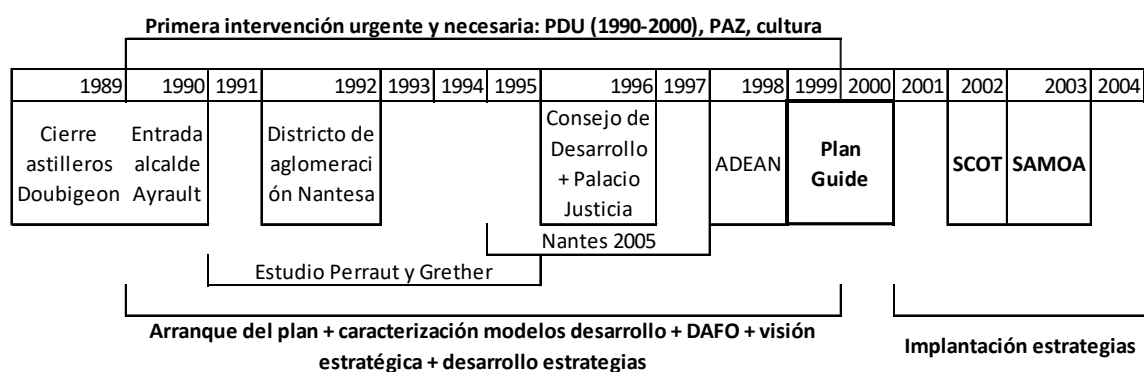 Primera intervención urgente y necesaria: PDU (1990-2000), PAZ, cultura
1989 1990 1991 1992 1993 1994 1995 1996 1997 1998 1999 2000 2001 2002 2003 2004
Cierre
astilleros
Doubigeon
Entrada
alcalde
Ayrault
Districto de
aglomeraci
ón Nantesa
Consejo de
Desarrollo
+ Palacio
Justicia
ADEAN
Plan
Guide
SCOT
SAMOA
Nantes 2005
Estudio Perraut y Grether
Arranque del plan + caracterización modelos desarrollo + DAFO + visión
estratégica + desarrollo estrategias
Implantación estrategias